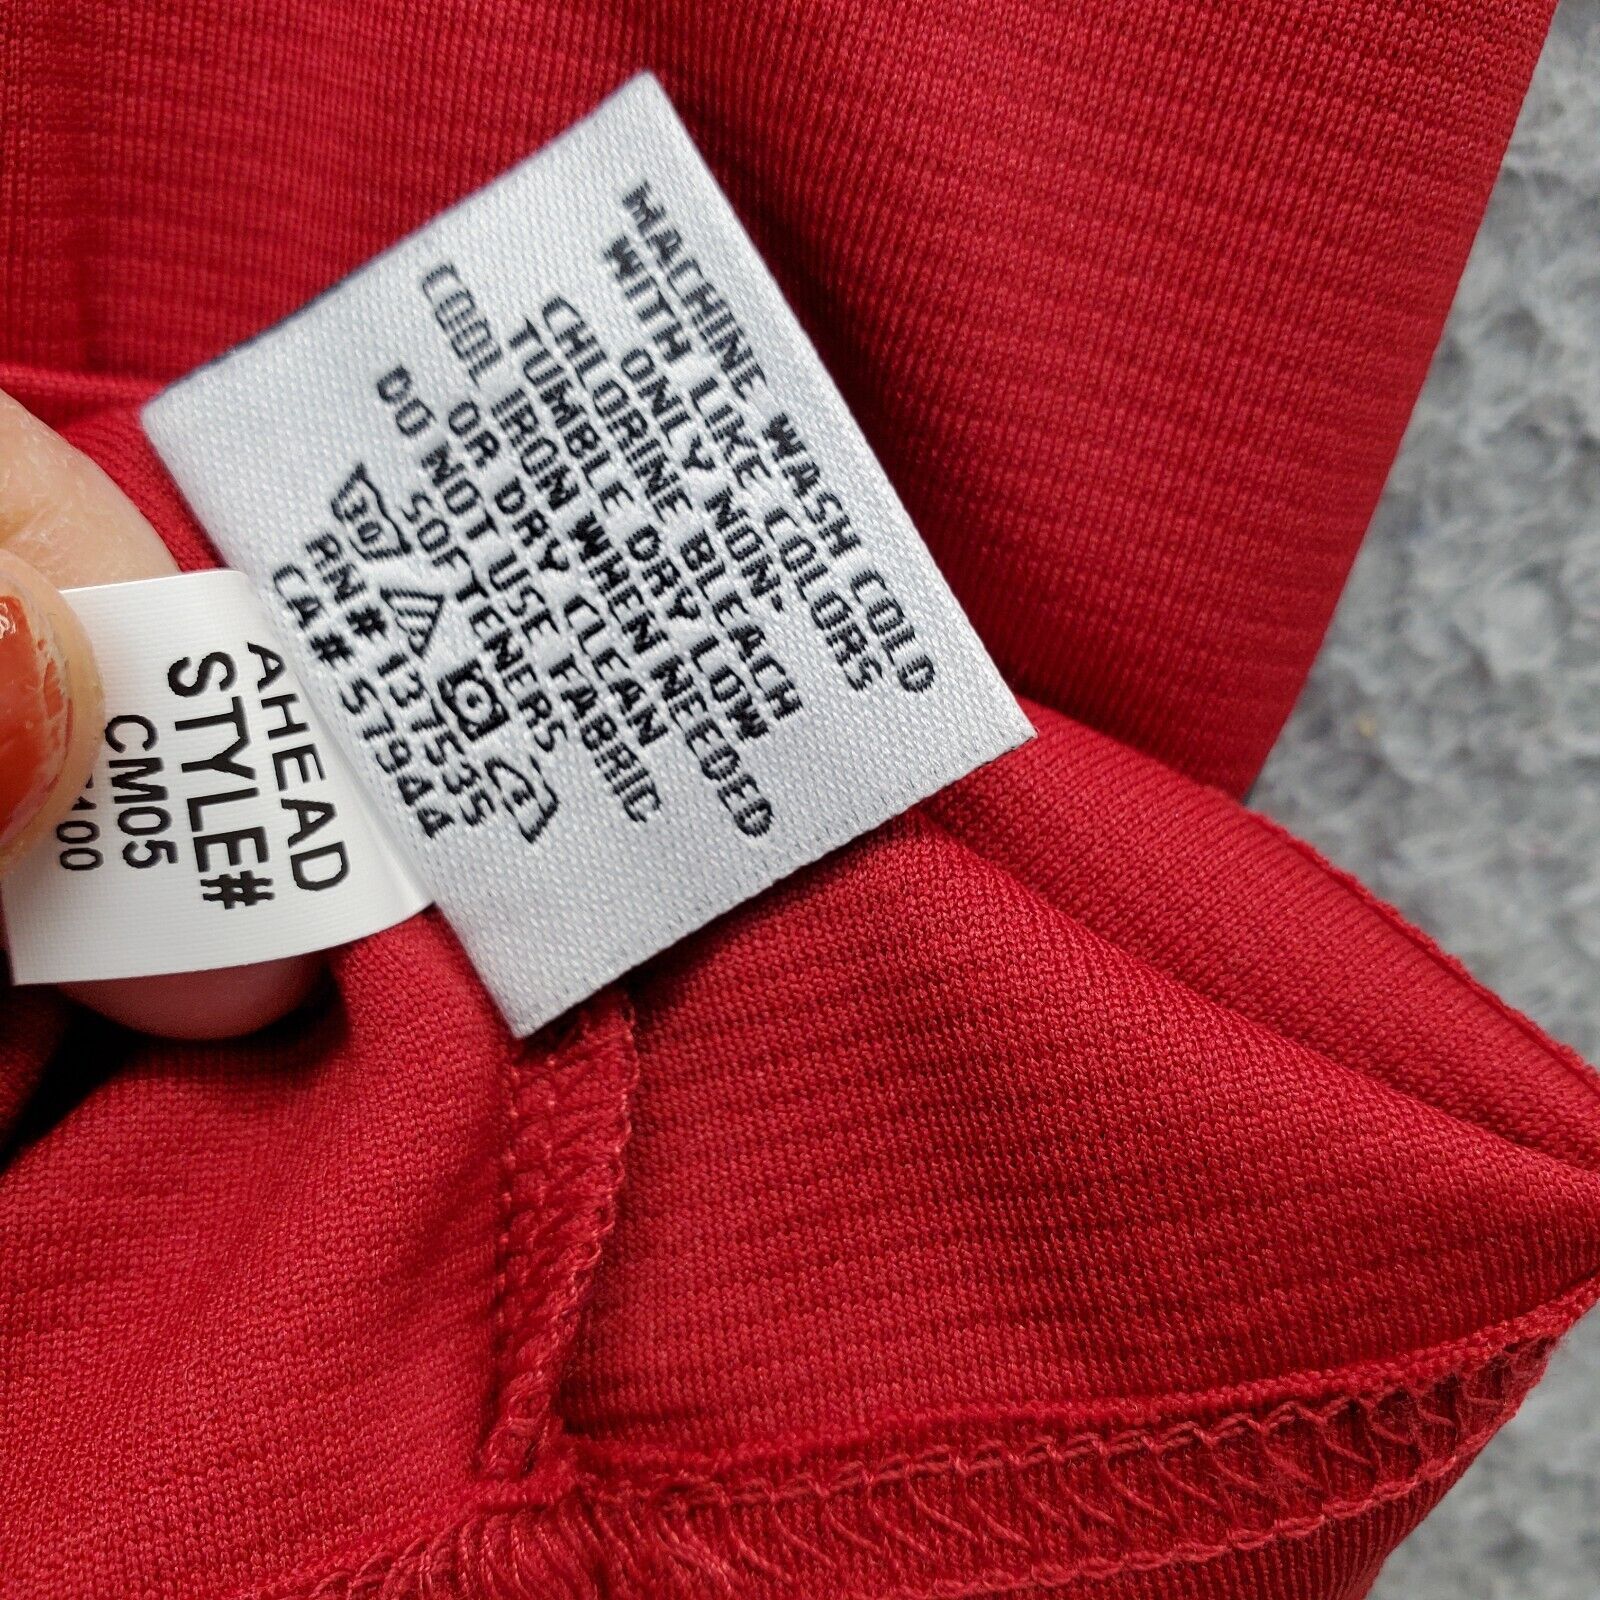 MACHINE WASH COLD
WITH LIKE COLORS
ONLY NON-
CHLORINE BLEACH
TUMBLE DRY LOW
COOL IRON WHEN NEEDED
OR DRY CLEAN
DO NOT USE FABRIC
SOFTENERS
30
RN# 137535
CA# 57944
AHEAD
STYLE#
CM05